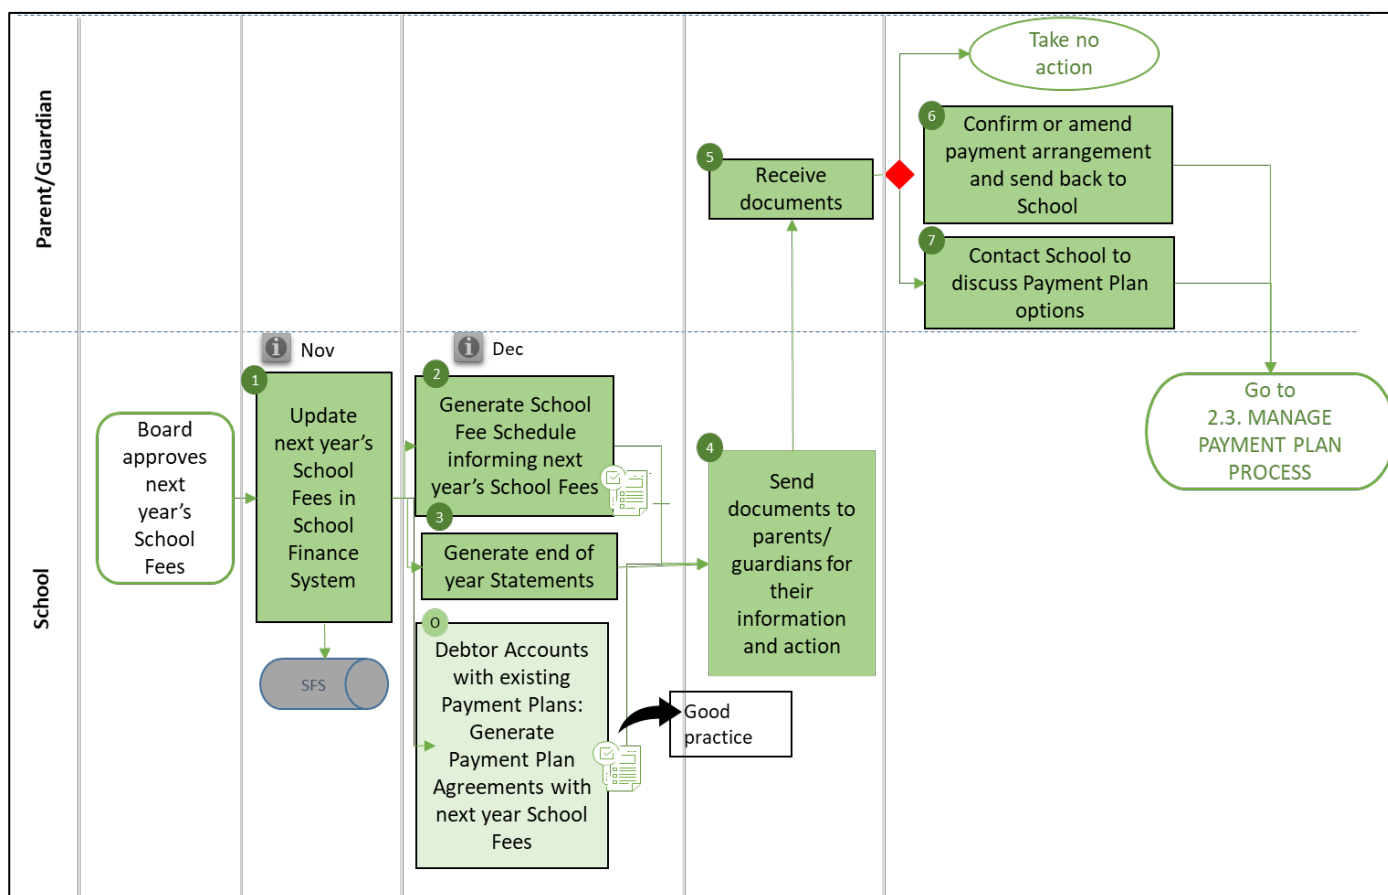 Parent/Guardian
Take no
action
6
Confirm or amend
payment arrangement
and send back to
School
5
Receive
documents
7
Contact School to
discuss Payment Plan
options
School
Nov
Dec
Board
approves
next
year’s
School
Fees
1
Update
next year’s
School
Fees in
School
Finance
System
SFS
2
Generate School
Fee Schedule
informing next
year’s School Fees
3
Generate end of
year Statements
O
Debtor Accounts
with existing
Payment Plans:
Generate
Payment Plan
Agreements with
next year School
Fees
Good
practice
4
Send
documents to
parents/
guardians for
their
information
and action
Go to
2.3. MANAGE
PAYMENT PLAN
PROCESS